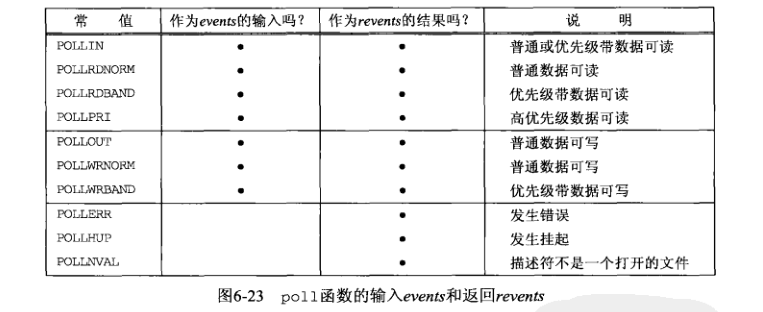 常 值 作为events的输入吗？ 作为revents的结果吗？ 说 明
POLLIN • • 普通或优先级带数据可读
POLLRDNORM • • 普通数据可读
POLLRDBAND • • 优先级带数据可读
POLLPRI • • 高优先级数据可读
POLLOUT • • 普通数据可写
POLLWRNORM • • 普通数据可写
POLLWRBAND • • 优先级带数据可写
POLLERR • 发生错误
POLLHUP • 发生挂起
POLLNVAL • 描述符不是一个打开的文件
图6-23 poll函数的输入events和返回revents